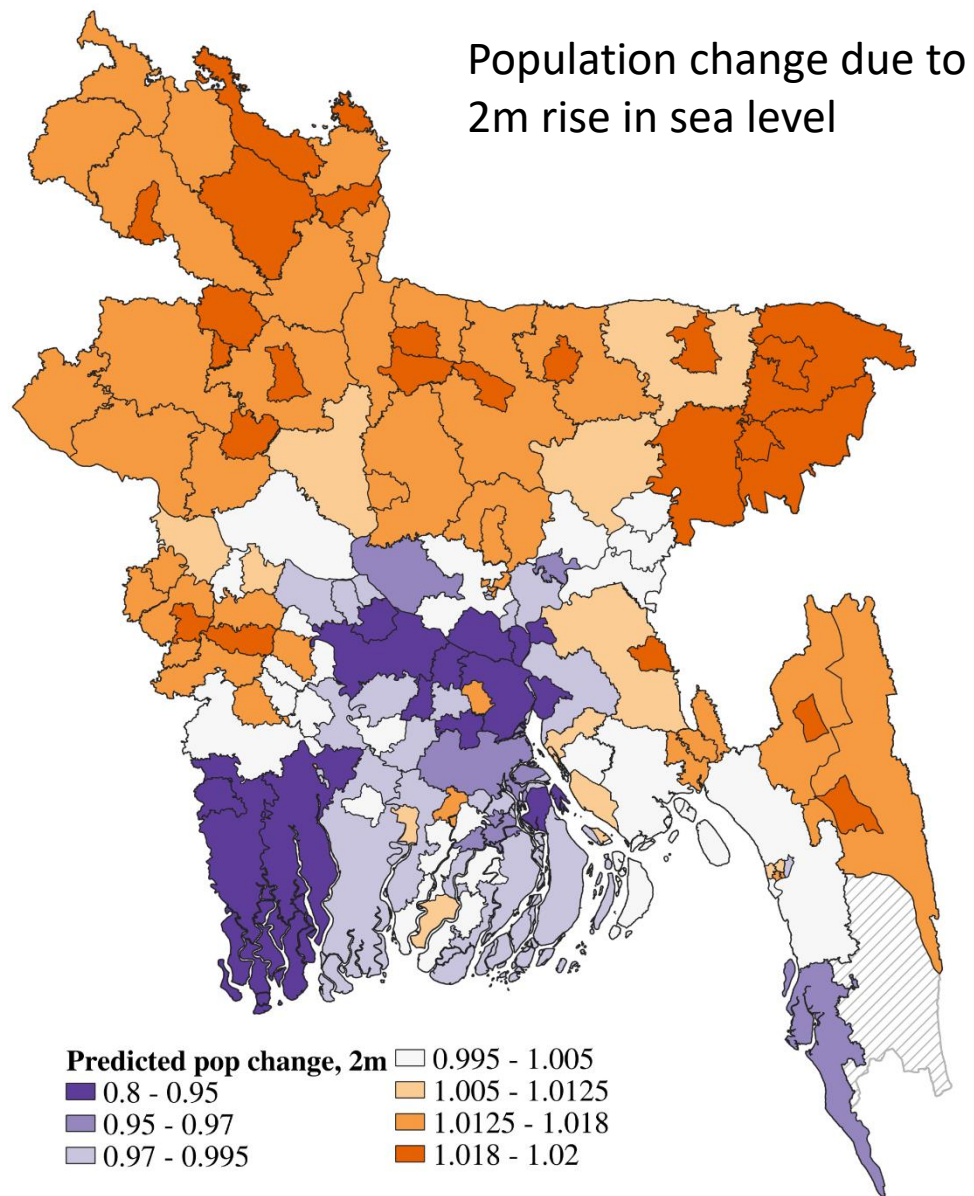 Population change due to
2m rise in sea level
Predicted pop change, 2m
0.8 - 0.95
0.95 - 0.97
0.97 - 0.995
0.995 - 1.005
1.005 - 1.0125
1.0125 - 1.018
1.018 - 1.02